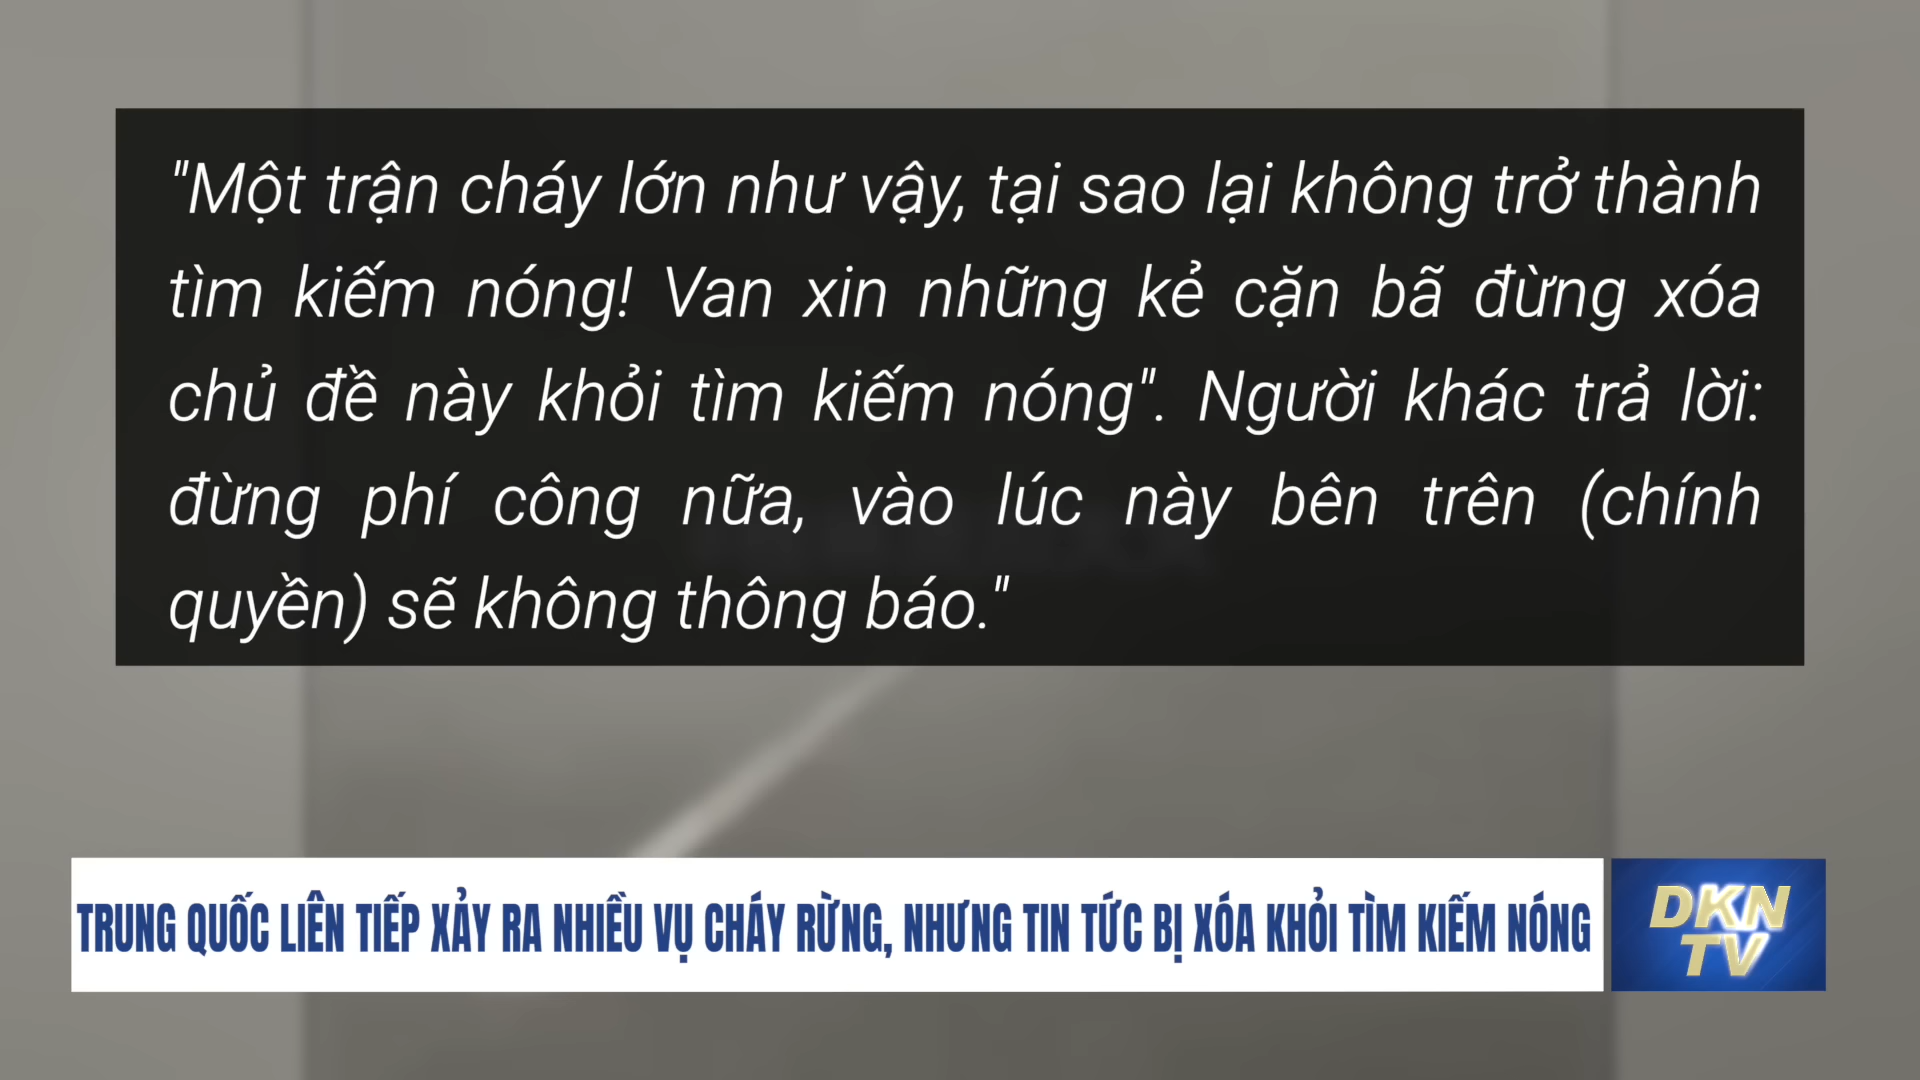 "Một trận cháy lớn như vậy, tại sao lại không trở thành
tìm kiếm nóng! Van xin những kẻ cặn bã đừng xóa
chủ đề này khỏi tìm kiếm nóng". Người khác trả lời:
đừng phí công nữa, vào lúc này bên trên (chính
quyền) sẽ không thông báo."
TRUNG QUỐC LIÊN TIẾP XẢY RA NHIỀU VỤ CHÁY RỪNG, NHƯNG TIN TỨC BỊ XÓA KHỎI TÌM KIẾM NÓNG
DKN
TV